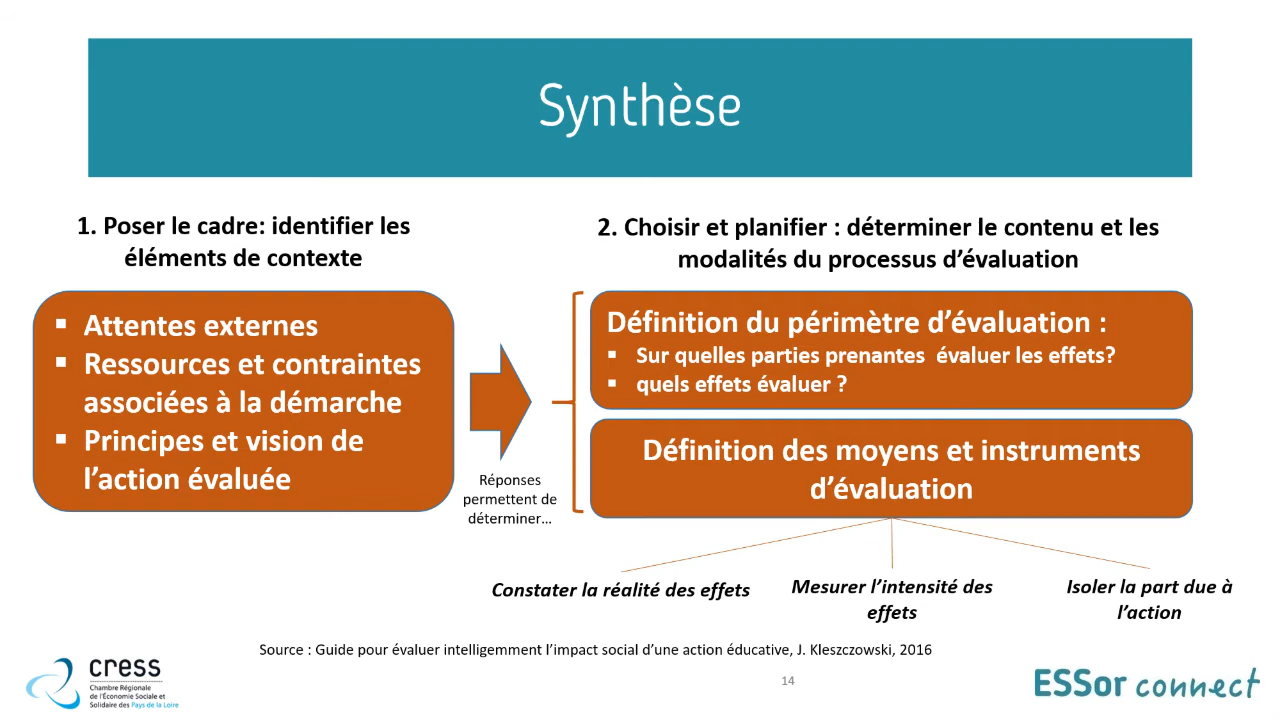 Synthèse
1. Poser le cadre: identifier les
éléments de contexte
2. Choisir et planifier : déterminer le contenu et les
modalités du processus d'évaluation
▪ Attentes externes
▪ Ressources et contraintes
associées à la démarche
▪ Principes et vision de
l'action évaluée
Réponses
permettent de
déterminer…
Définition du périmètre d'évaluation :
▪ Sur quelles parties prenantes évaluer les effets?
▪ quels effets évaluer ?
Définition des moyens et instruments
d'évaluation
Constater la réalité des effets
Mesurer l'intensité des
effets
Isoler la part due à
l'action
Source : Guide pour évaluer intelligemment l'impact social d'une action éducative, J. Kleszczowski, 2016
cress
Chambre Régionale
de l'Économie Sociale et
Solidaire des Pays de la Loire
14
ESSor connect